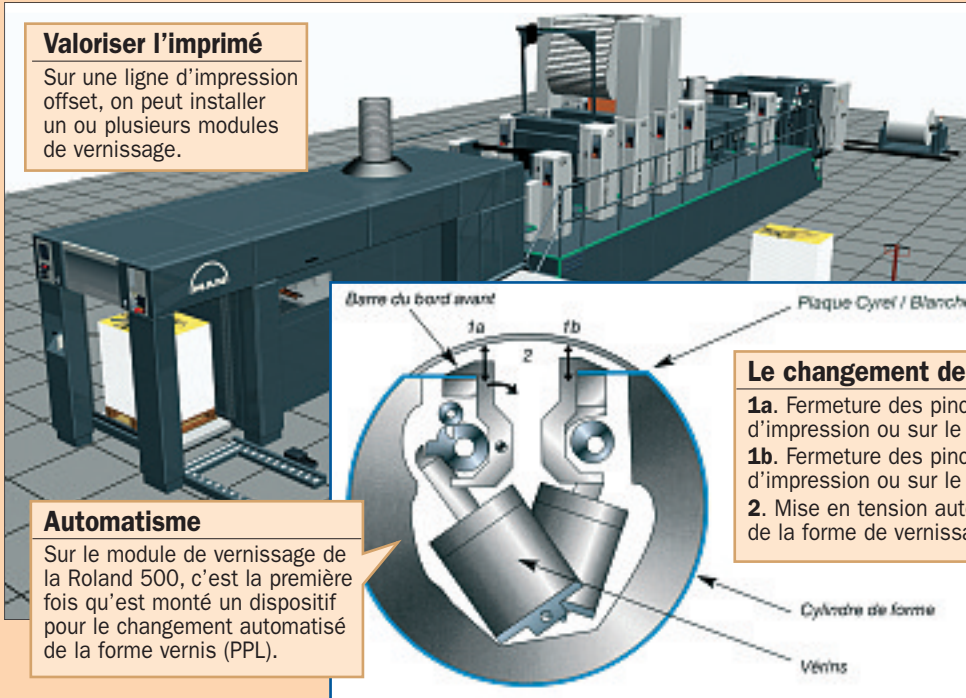 Valoriser l'imprimé
Sur une ligne d'impression
offset, on peut installer
un ou plusieurs modules
de vernissage.
MAN
Barre du bord avant
Plaque Cyrel / Blanche
1a
1b
2
Le changement de
1a. Fermeture des pinc
d'impression ou sur le
1b. Fermeture des pinc
d'impression ou sur le
2. Mise en tension aut
de la forme de vernissa
Automatisme
Sur le module de vernissage de
la Roland 500, c'est la première
fois qu'est monté un dispositif
pour le changement automatisé
de la forme vernis (PPL).
Cylindre de forme
Vérins